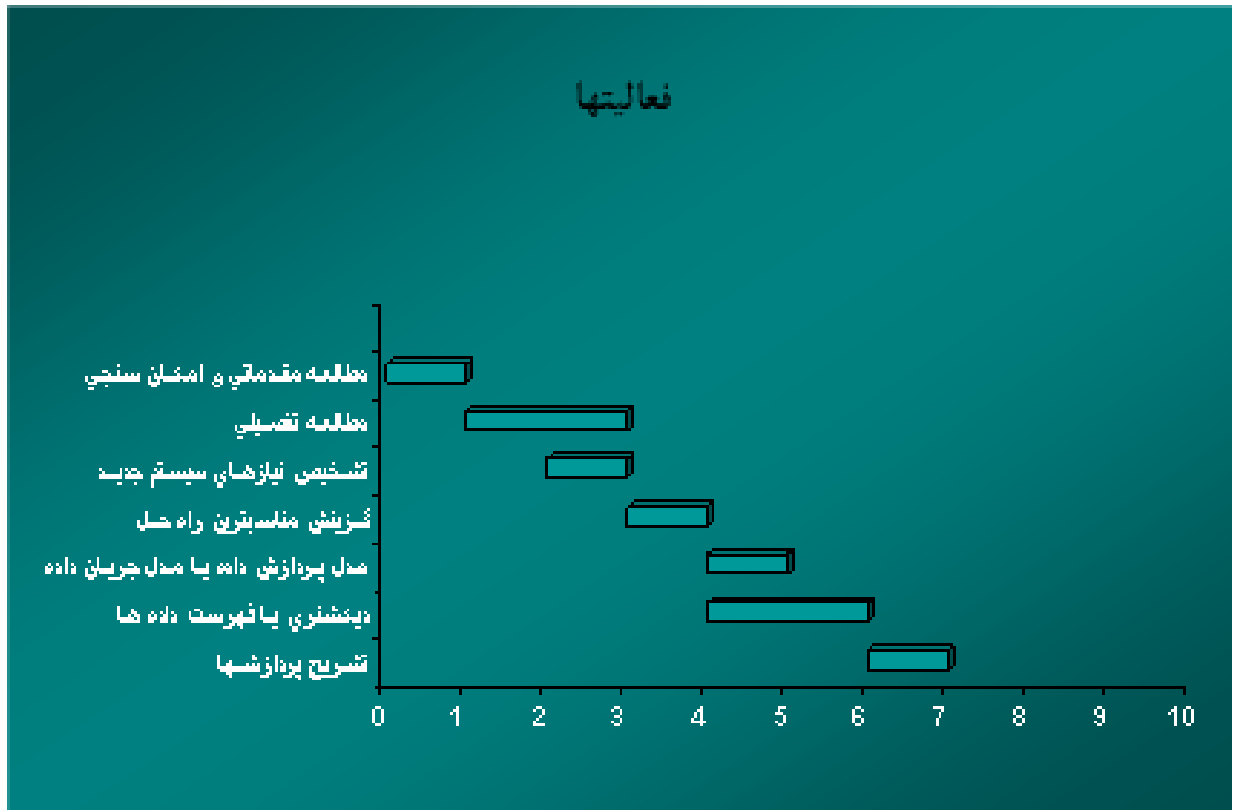 فعاليتها
مطالعه مقدماتي و امکان سنجي
مطالعه تفصيلي
تشخيص نيازهاي سيستم جديد
گزينش مناسبترين راه حل
مدل پردازش داده يا مدل جريان داده
ديکشنري يا فهرست داده ها
تشريح پردازشها
0 1 2 3 4 5 6 7 8 9 10